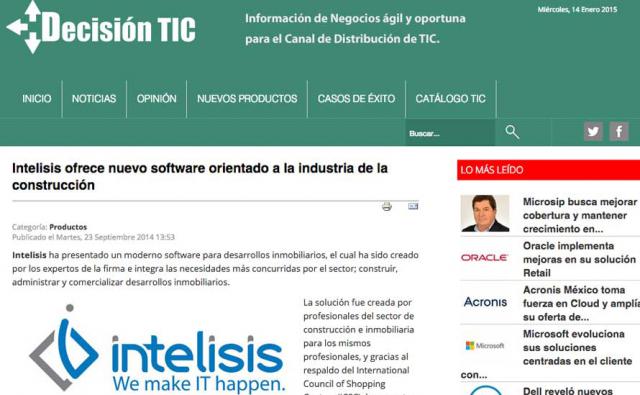 Decisión TIC
Información de Negocios ágil y oportuna
para el Canal de Distribución de TIC.
Miércoles, 14 Enero 2015
INICIO
NOTICIAS
OPINIÓN
NUEVOS PRODUCTOS
CASOS DE ÉXITO
CATÁLOGO TIC
Buscar...
Intelisis ofrece nuevo software orientado a la industria de la
construcción
Categoría: Productos
Publicado el Martes, 23 Septiembre 2014 13:53
Intelisis ha presentado un moderno software para desarrollos inmobiliarios, el cual ha sido creado
por los expertos de la firma e integra las necesidades más concurridas por el sector; construir,
administrar y comercializar desarrollos inmobiliarios.
intelisis
We make IT happen.
La solución fue creada por
profesionales del sector de
construcción e inmobiliaria
para los mismos
profesionales, y gracias al
respaldo del International
Council of Shopping
LO MÁS LEÍDO
Microsip busca mejorar
cobertura y mantener
crecimiento en...
ORACLE
Oracle implementa
mejoras en su solución
Retail
Acronis
Acronis México toma
fuerza en Cloud y amplía
su oferta de...
Microsoft
Microsoft evoluciona
sus soluciones
centradas en el cliente
con...
Dell reveló nuevos